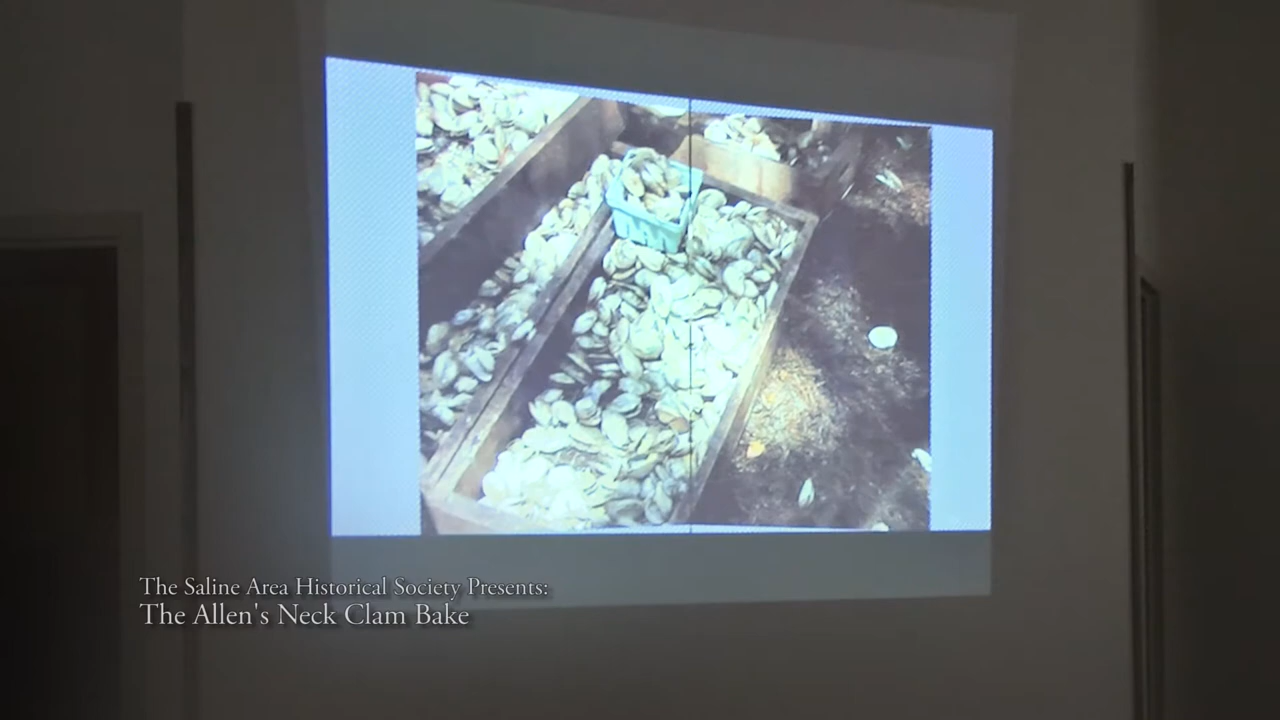 The Saline Area Historical Society Presents:
The Allen's Neck Clam Bake